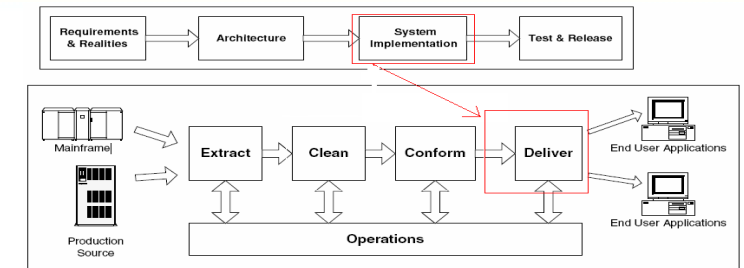 Requirements
& Realities
Architecture
System
Implementation
Test & Release
Mainframe
Extract
Clean
Conform
Deliver
End User Applications
Production
Source
Operations
End User Applications